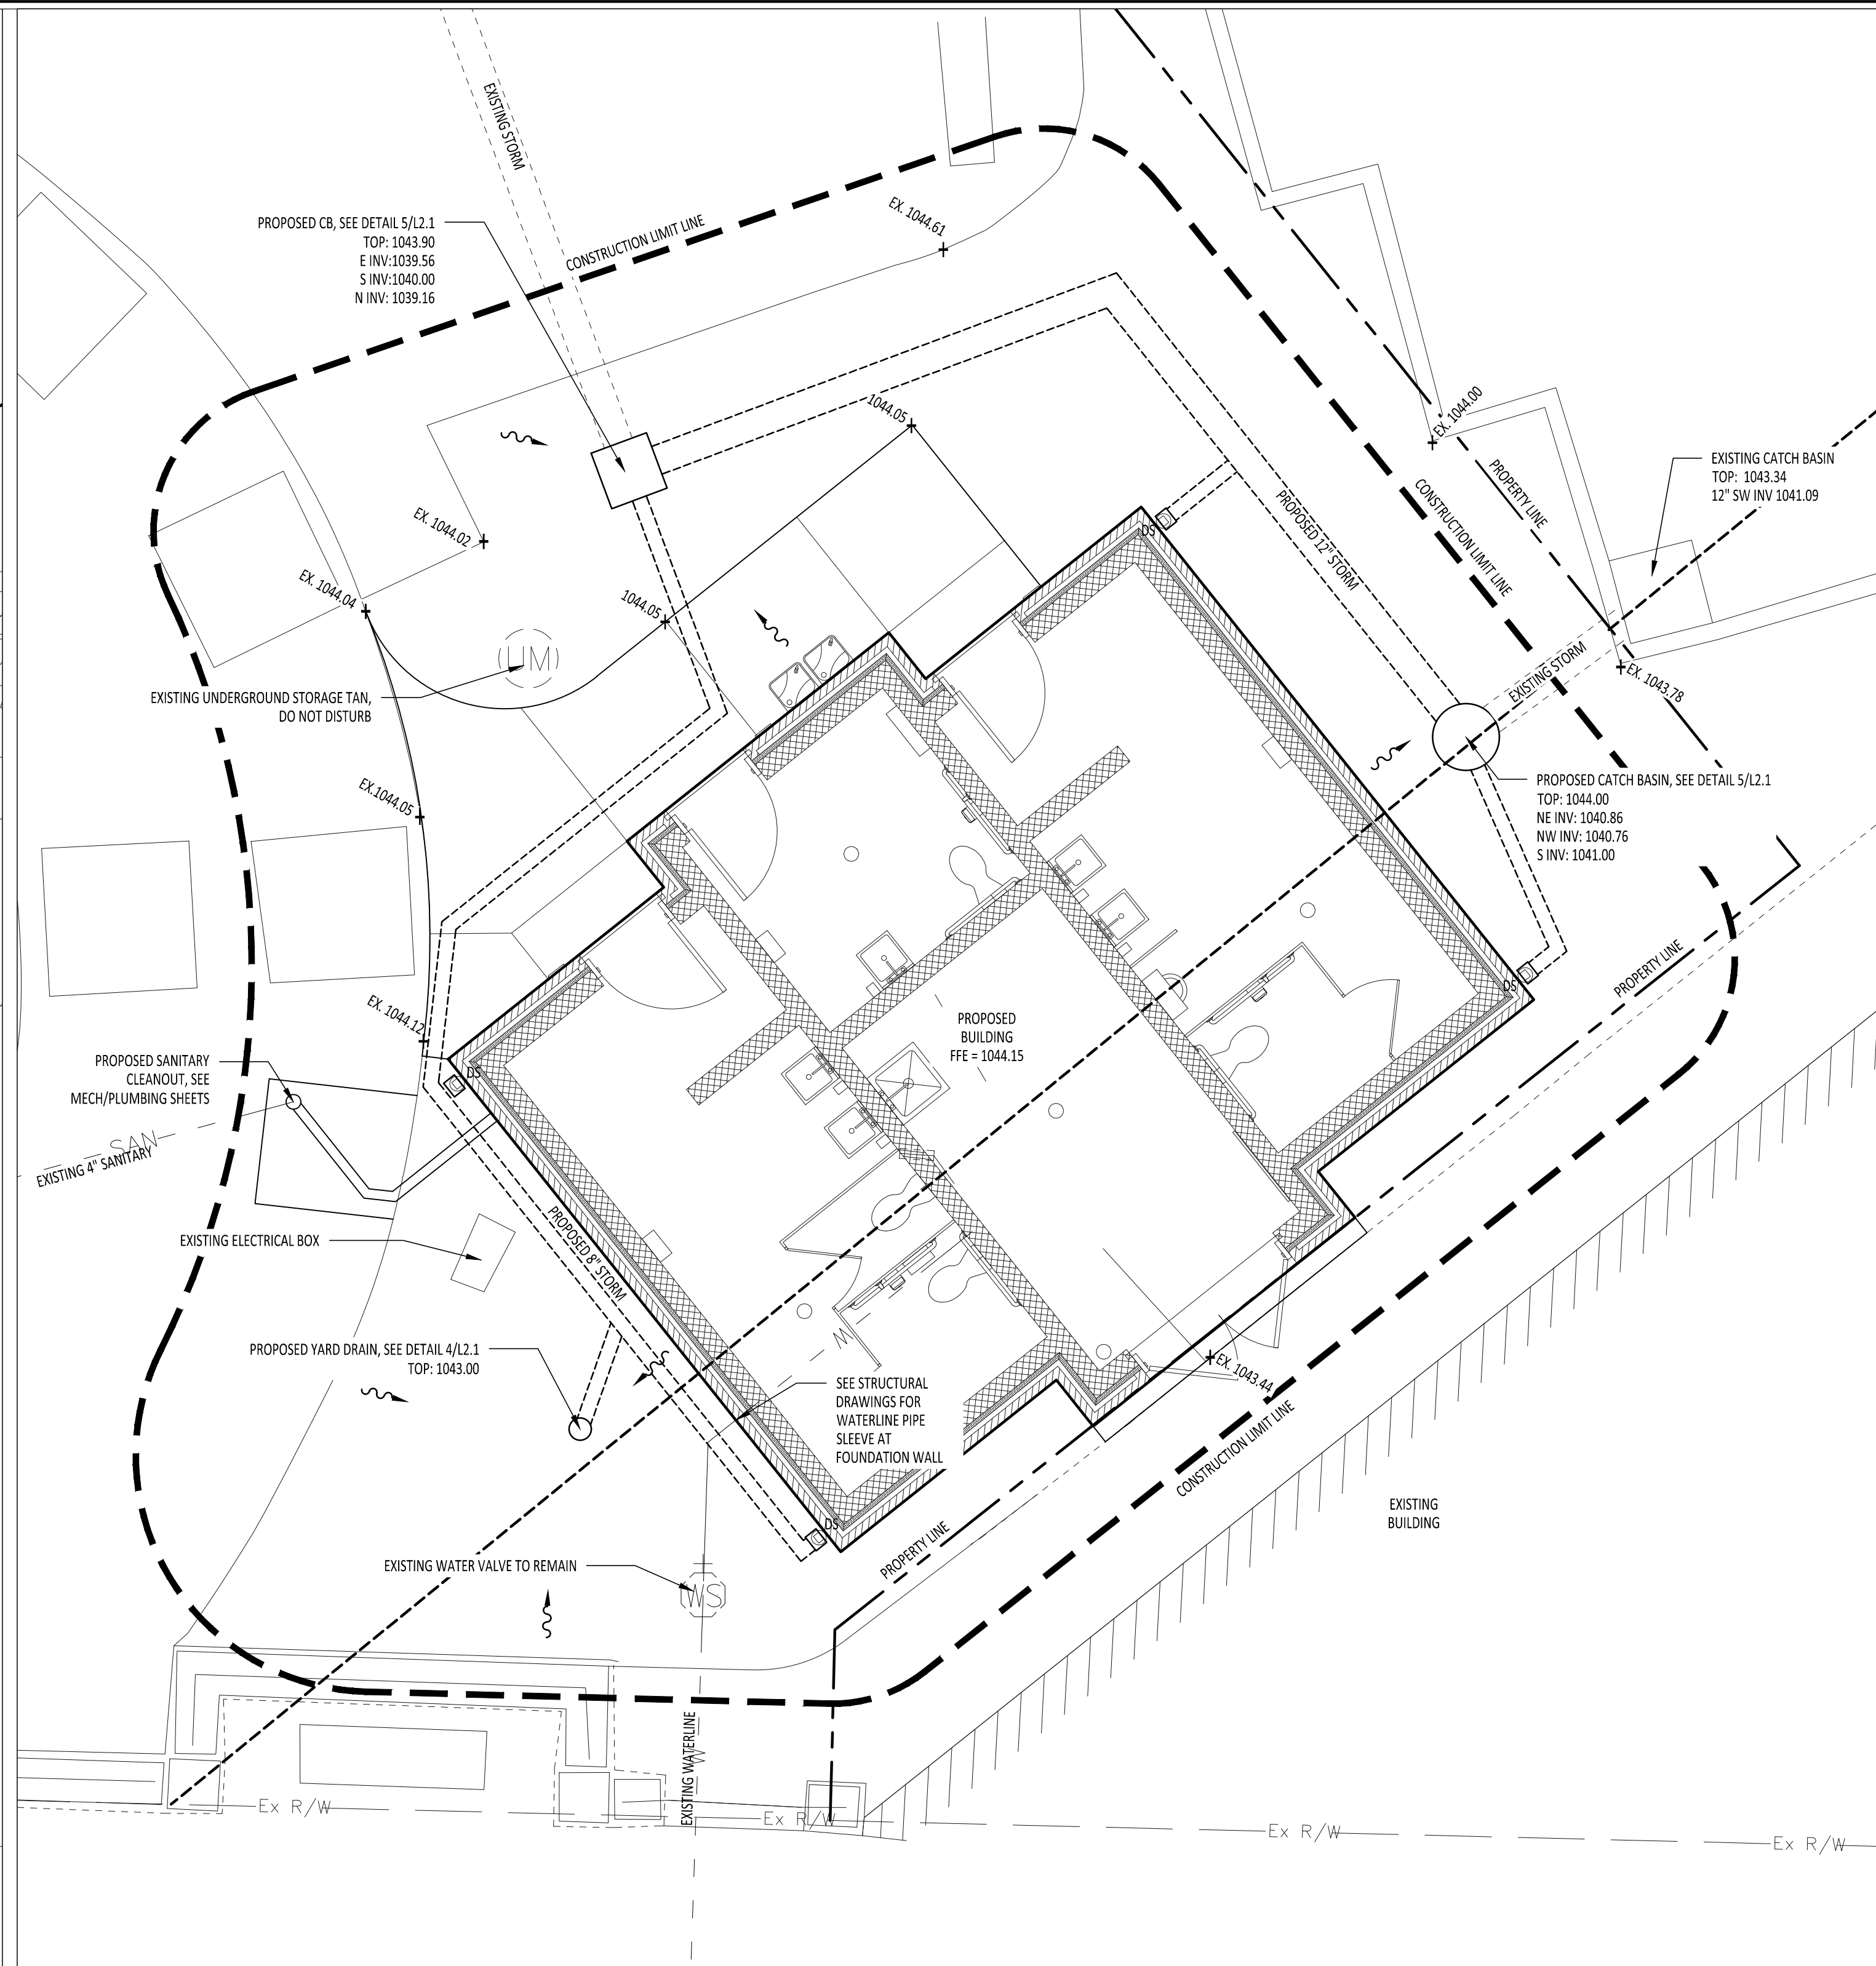 EXISTING STORM
PROPOSED CB, SEE DETAIL 5/L2.1
TOP: 1043.90
E INV:1039.56
S INV:1040.00
N INV: 1039.16
CONSTRUCTION LIMIT LINE
EX. 1044.61
1044.05
EX. 1044.00
PROPERTY LINE
CONSTRUCTION LIMIT LINE
EXISTING CATCH BASIN
TOP:  1043.34
12" SW INV 1041.09
PROPOSED 12" STORM
DS
EX. 1044.02
EX. 1044.04
1044.05
UM
EXISTING UNDERGROUND STORAGE TAN,
DO NOT DISTURB
EXISTING STORM
EX. 1043.78
PROPOSED CATCH BASIN, SEE DETAIL 5/L2.1
TOP: 1044.00
NE INV: 1040.86
NW INV: 1040.76
S INV: 1041.00
EX.1044.05
PROPERTY LINE
DS
EX. 1044.12
PROPOSED
BUILDING
FFE = 1044.15
PROPOSED SANITARY
CLEANOUT, SEE
MECH/PLUMBING SHEETS
DS
SAN
EXISTING 4" SANITARY
EXISTING ELECTRICAL BOX
PROPOSED 8" STORM
PROPOSED YARD DRAIN, SEE DETAIL 4/L2.1
TOP: 1043.00
W
SEE STRUCTURAL
DRAWINGS FOR
WATERLINE PIPE
SLEEVE AT
FOUNDATION WALL
EX. 1043.44
CONSTRUCTION LIMIT LINE
EXISTING
BUILDING
DS
PROPERTY LINE
EXISTING WATER VALVE TO REMAIN
WS
EXISTING WATERLINE
W
Ex R/W
Ex R/W
Ex R/W
Ex R/W